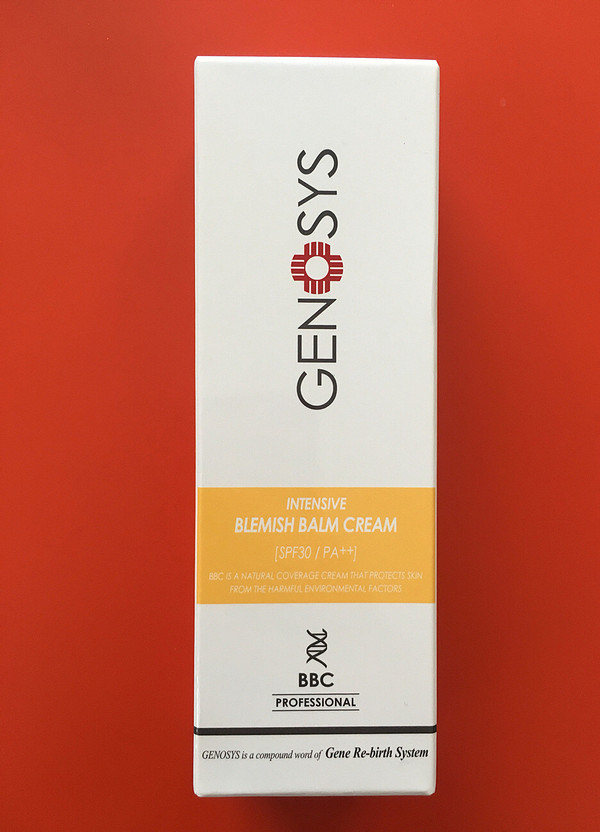 GENOSYS
INTENSIVE
BLEMISH BALM CREAM
[SPF30 / PA++]
BBC IS A NATURAL COVERAGE CREAM THAT PROTECTS SKIN
FROM THE HARMFUL ENVIRONMENTAL FACTORS
BBC
PROFESSIONAL
GENOSYS is a compound word of Gene Re-birth System